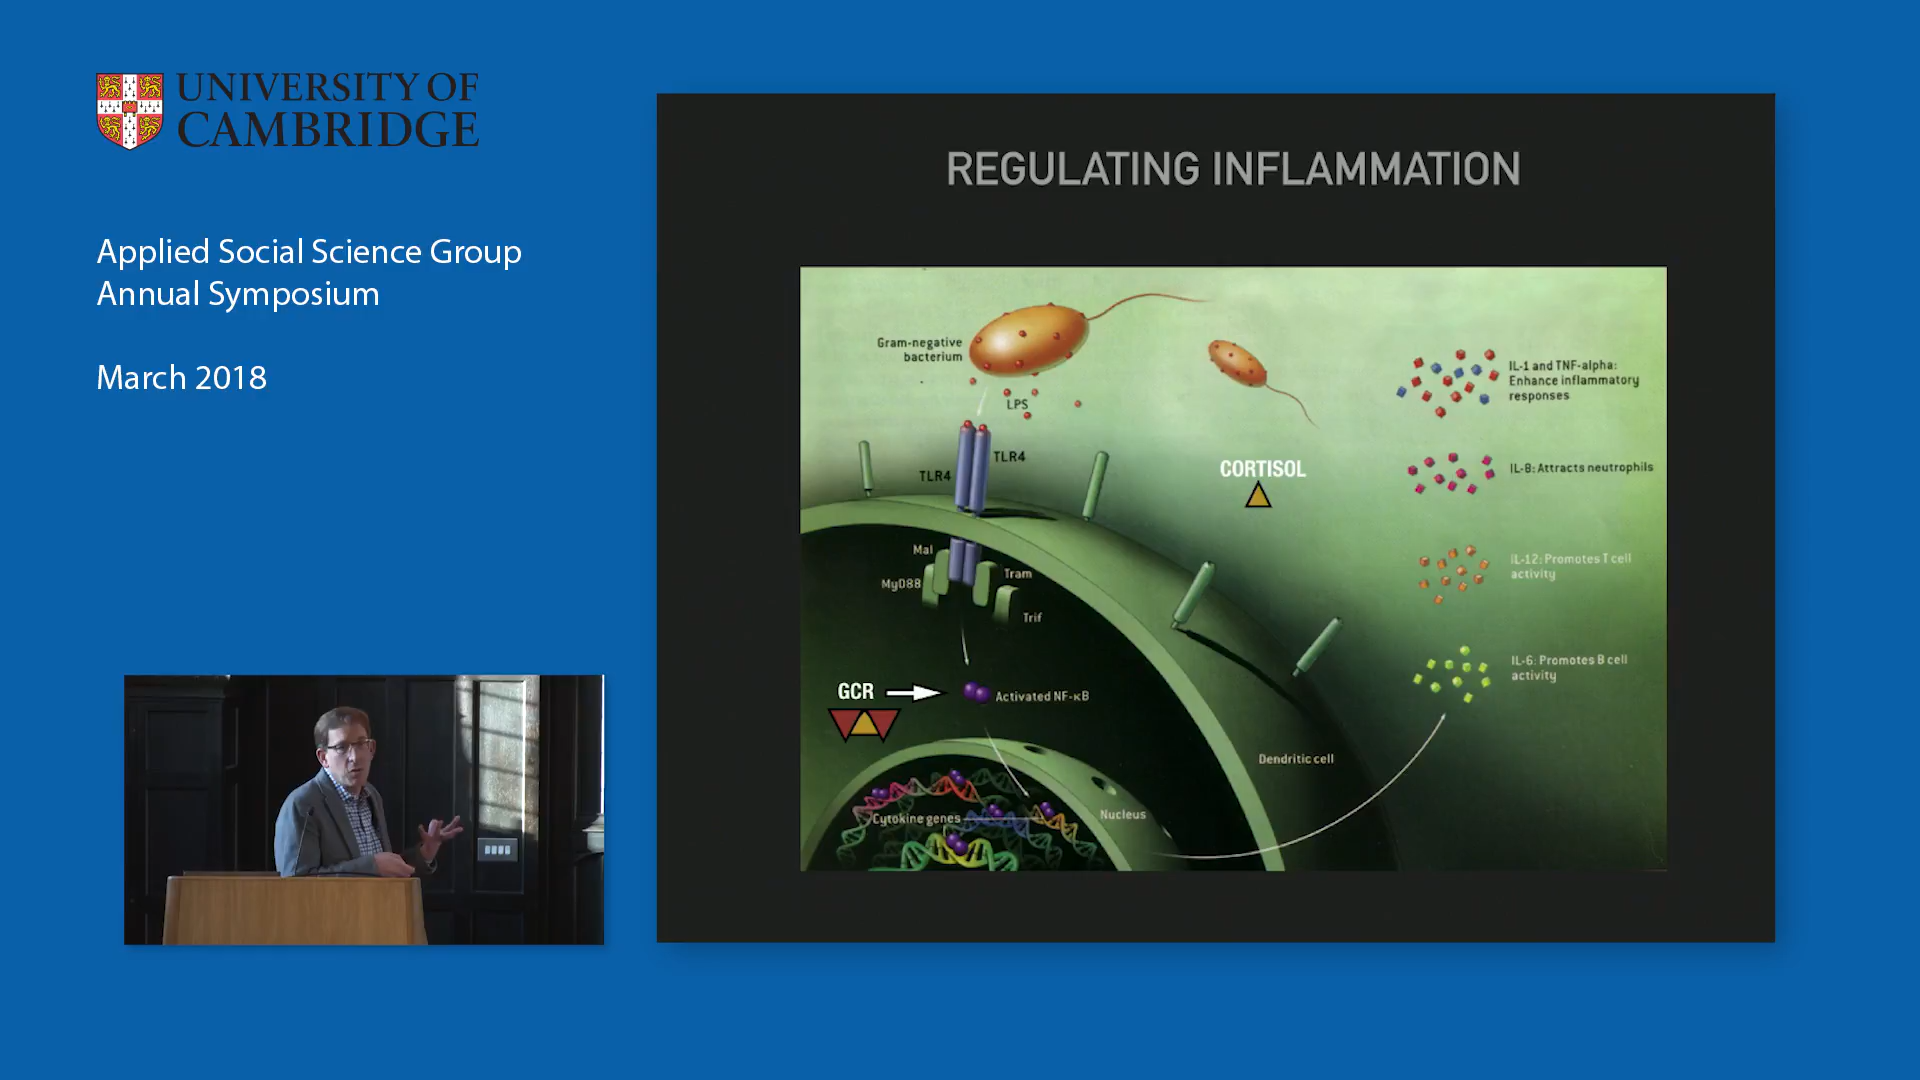 UNIVERSITY OF
CAMBRIDGE
Applied Social Science Group
Annual Symposium
March 2018
REGULATING INFLAMMATION
Gram-negative
bacterium
LPS
TLR4
TLR4
CORTISOL
IL-1 and TNF-alpha:
Enhance inflammatory
responses
IL-8: Attracts neutrophils
Mal
MyD88
Tram
Trif
IL-12: Promotes T cell
activity
IL-6: Promotes B cell
activity
GCR
Activated NF-κB
Dendritic cell
Nucleus
Cytokine genes